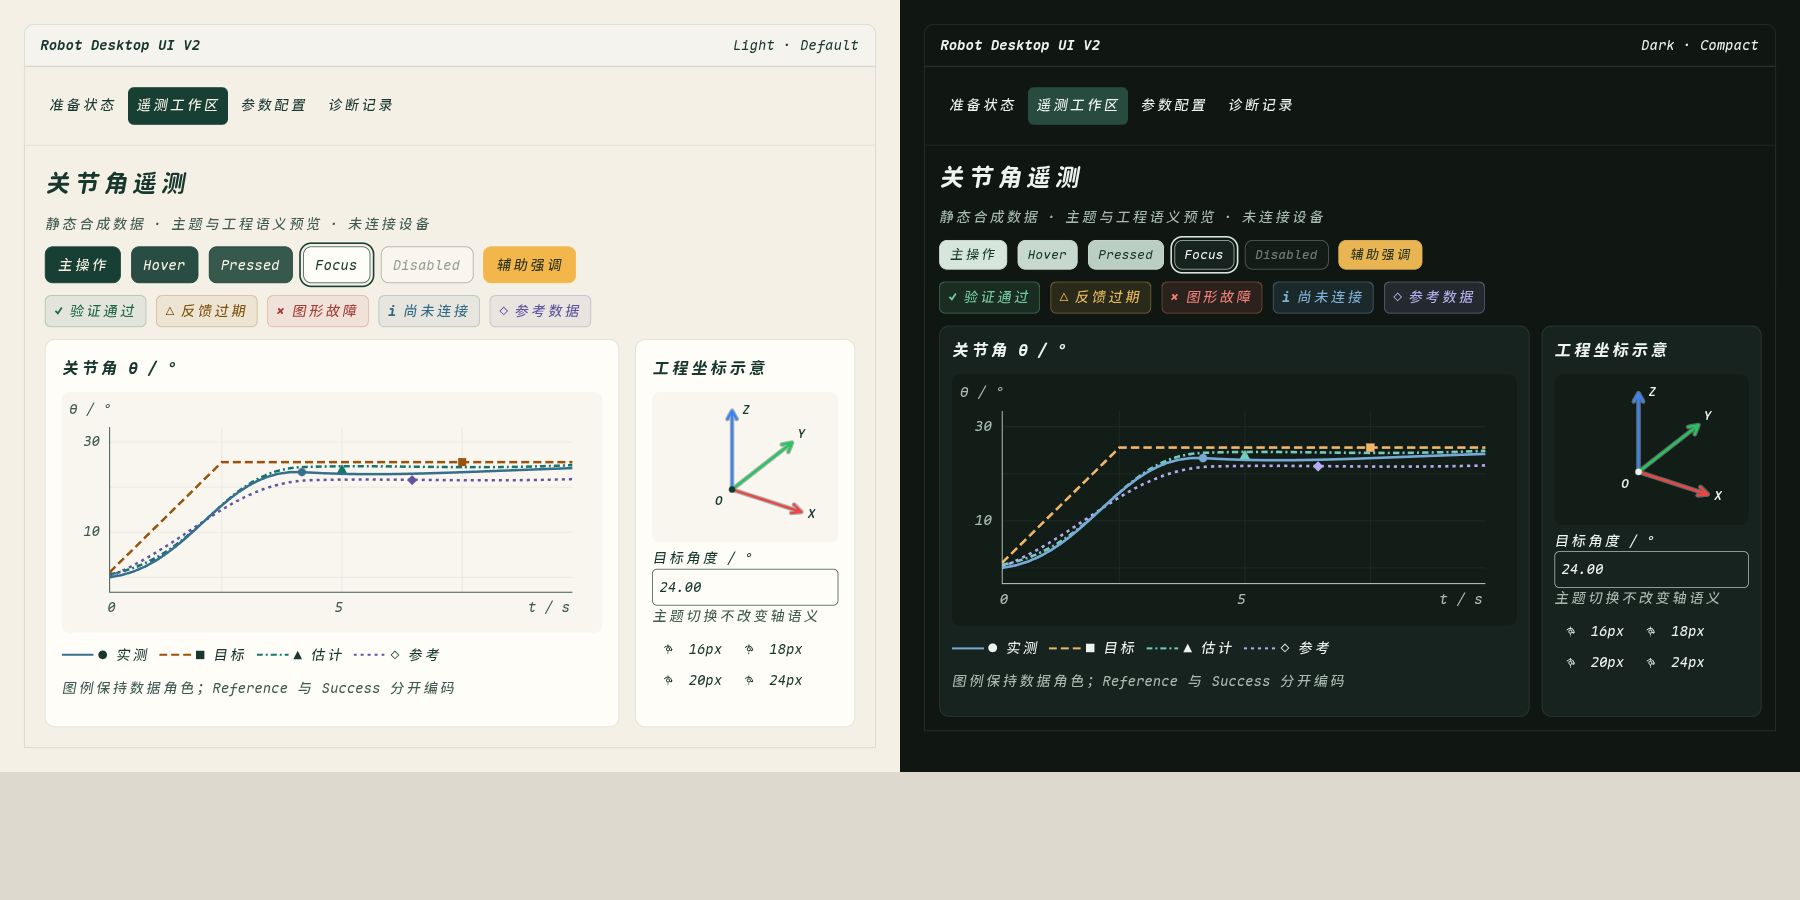 Robot Desktop UI V2
Light · Default
准备状态 遥测工作区 参数配置 诊断记录
关节角遥测
静态合成数据 · 主题与工程语义预览 · 未连接设备
主操作 Hover Pressed Focus Disabled 辅助强调
✓ 验证通过 △ 反馈过期 × 图形故障 i 尚未连接 ◇ 参考数据
关节角 θ / °
θ / °
30
10
0 5 t / s
● 实测 ■ 目标 ▲ 估计 ◇ 参考
图例保持数据角色；Reference 与 Success 分开编码
工程坐标示意
Z
Y
O
X
目标角度 / °
24.00
主题切换不改变轴语义
16px 18px
20px 24px
Robot Desktop UI V2
Dark · Compact
准备状态 遥测工作区 参数配置 诊断记录
关节角遥测
静态合成数据 · 主题与工程语义预览 · 未连接设备
主操作 Hover Pressed Focus Disabled 辅助强调
✓ 验证通过 △ 反馈过期 × 图形故障 i 尚未连接 ◇ 参考数据
关节角 θ / °
θ / °
30
10
0 5 t / s
● 实测 ■ 目标 ▲ 估计 ◇ 参考
图例保持数据角色；Reference 与 Success 分开编码
工程坐标示意
Z
Y
O
X
目标角度 / °
24.00
主题切换不改变轴语义
16px 18px
20px 24px